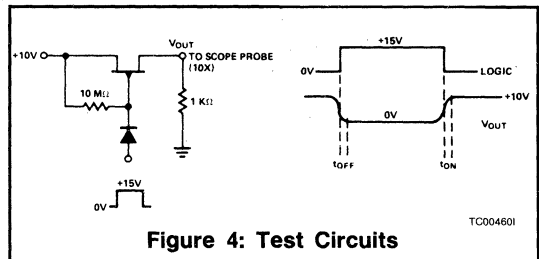 +10V
VOUT
TO SCOPE PROBE
(10X)
10 MΩ
1 KΩ
+15V
0V
+15V
0V
LOGIC
+10V
0V
VOUT
tOFF
tON
TC00460I
Figure 4: Test Circuits